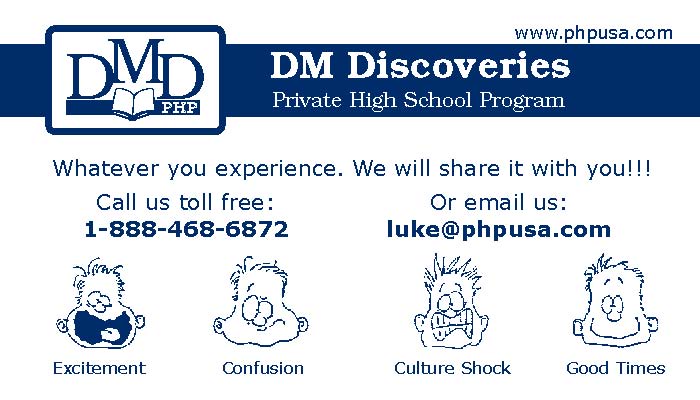 www.phpusa.com
DMD
PHP
DM Discoveries
Private High School Program
Whatever you experience. We will share it with you!!!
Call us toll free:
1-888-468-6872
Or email us:
luke@phpusa.com
Excitement
Confusion
Culture Shock
Good Times